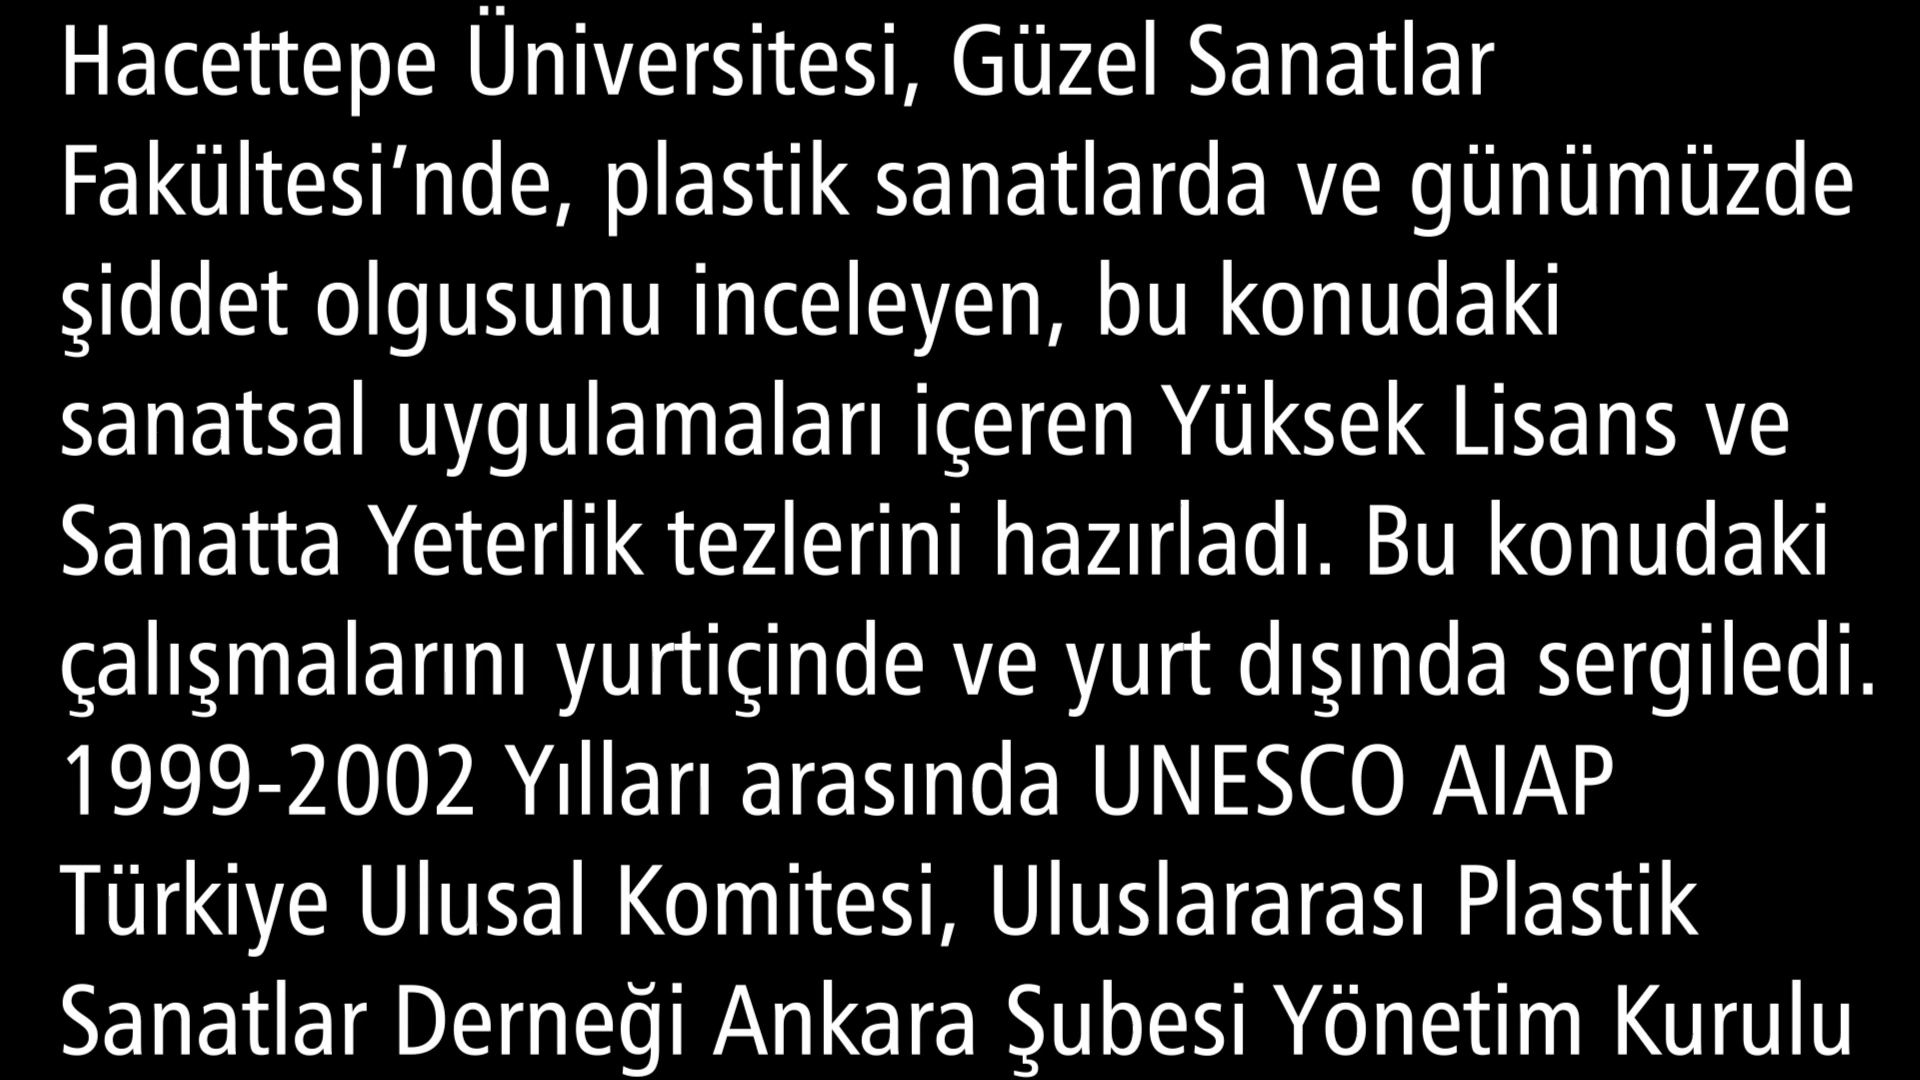 Hacettepe Üniversitesi, Güzel Sanatlar
Fakültesi’nde, plastik sanatlarda ve günümüzde
şiddet olgusunu inceleyen, bu konudaki
sanatsal uygulamaları içeren Yüksek Lisans ve
Sanatta Yeterlik tezlerini hazırladı. Bu konudaki
çalışmalarını yurtiçinde ve yurt dışında sergiledi.
1999-2002 Yılları arasında UNESCO AIAP
Türkiye Ulusal Komitesi, Uluslararası Plastik
Sanatlar Derneği Ankara Şubesi Yönetim Kurulu